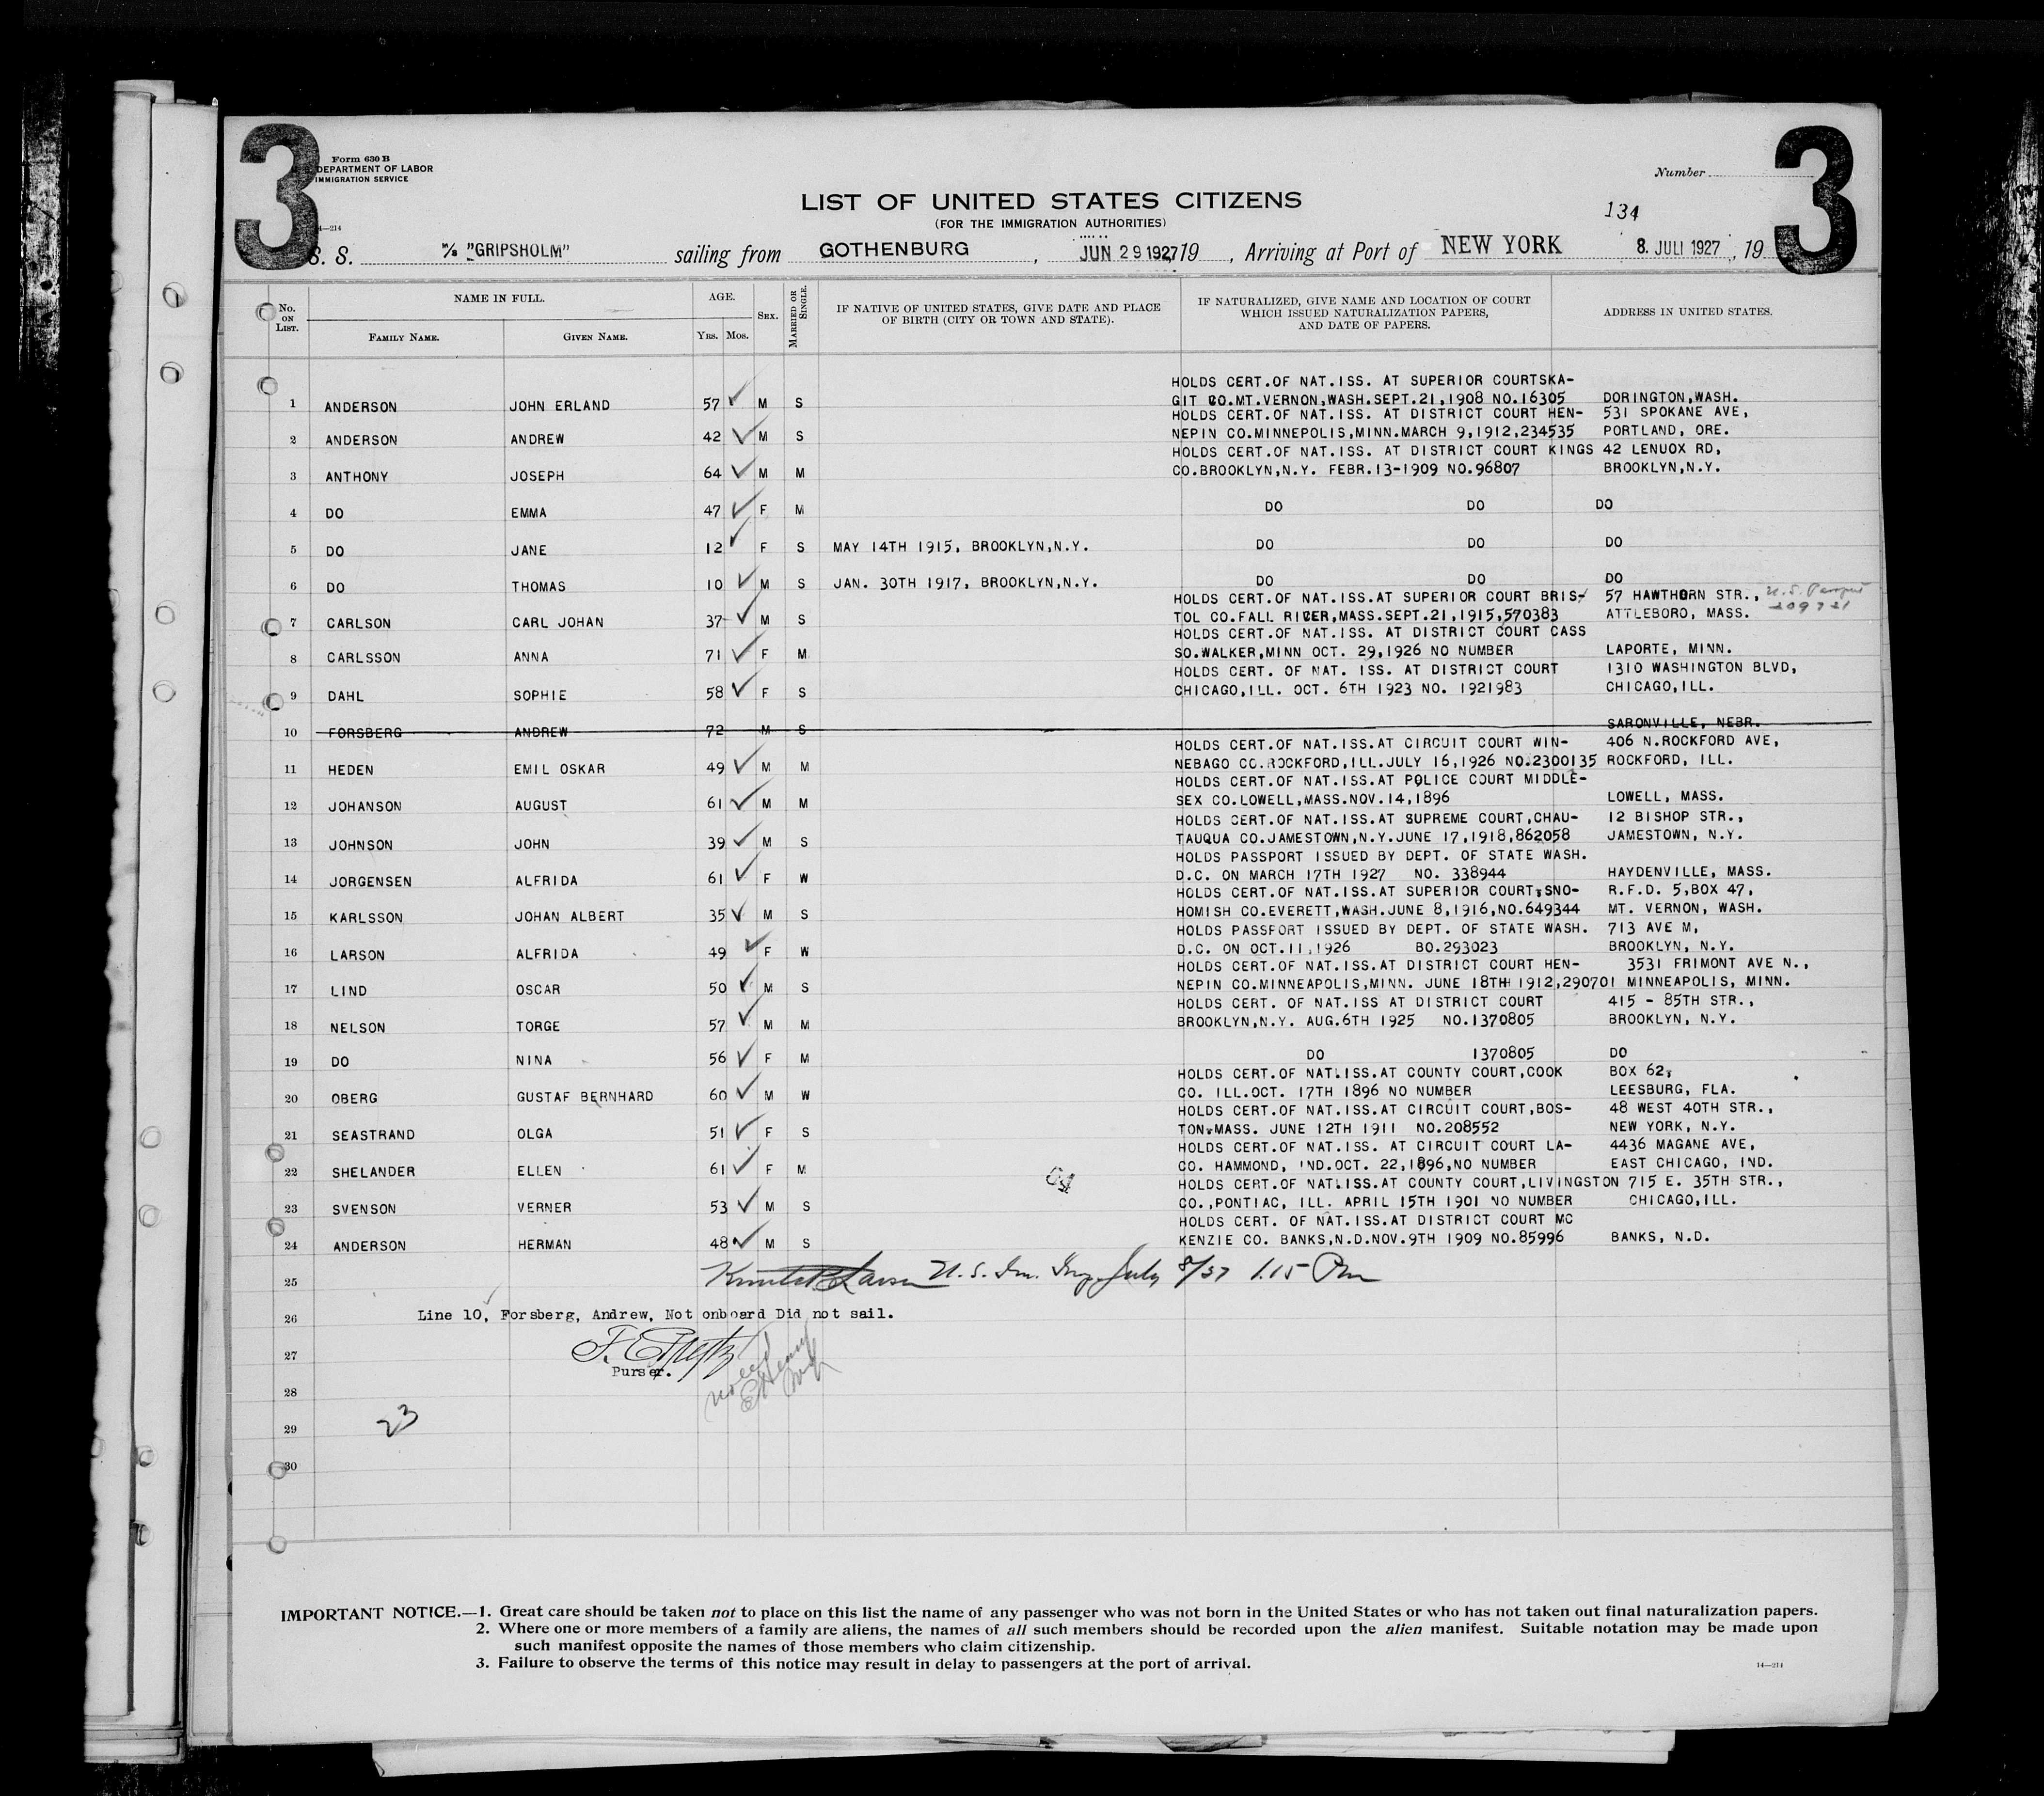 3
3
Form 630 B
DEPARTMENT OF LABOR
IMMIGRATION SERVICE
4—214
Number
134
LIST OF UNITED STATES CITIZENS
(FOR THE IMMIGRATION AUTHORITIES)
S. S. M/S "GRIPSHOLM" sailing from GOTHENBURG, JUN 29 1927 19 , Arriving at Port of NEW YORK 8. JULI 1927 , 19
No. ON LIST. NAME IN FULL. AGE. SEX. MARRIED OR SINGLE. IF NATIVE OF UNITED STATES, GIVE DATE AND PLACE OF BIRTH (CITY OR TOWN AND STATE). IF NATURALIZED, GIVE NAME AND LOCATION OF COURT WHICH ISSUED NATURALIZATION PAPERS, AND DATE OF PAPERS. ADDRESS IN UNITED STATES.
FAMILY NAME. GIVEN NAME. YRS. MOS.
HOLDS CERT.OF NAT.ISS. AT SUPERIOR COURTSKA-
1 ANDERSON JOHN ERLAND 57 M S GIT CO.MT.VERNON,WASH.SEPT.21,1908 NO.16305 DORINGTON,WASH.
HOLDS CERT.OF NAT.ISS. AT DISTRICT COURT HEN- 531 SPOKANE AVE,
2 ANDERSON ANDREW 42 M S NEPIN CO.MINNEPOLIS,MINN.MARCH 9,1912,234535 PORTLAND, ORE.
HOLDS CERT.OF NAT.ISS. AT DISTRICT COURT KINGS 42 LENUOX RD,
3 ANTHONY JOSEPH 64 M M CO.BROOKLYN,N.Y. FEBR.13-1909 NO.96807 BROOKLYN,N.Y.
4 DO EMMA 47 F M DO DO DO
5 DO JANE 12 F S MAY 14TH 1915, BROOKLYN,N.Y. DO DO DO
6 DO THOMAS 10 M S JAN. 30TH 1917, BROOKLYN,N.Y. DO DO DO
HOLDS CERT.OF NAT.ISS.AT SUPERIOR COURT BRIS- 57 HAWTHORN STR.,
7 CARLSON CARL JOHAN 37 M S TOL CO.FALL RICER,MASS.SEPT.21,1915,570383 ATTLEBORO, MASS.
HOLDS CERT.OF NAT.ISS. AT DISTRICT COURT CASS
8 CARLSSON ANNA 71 F M SO.WALKER,MINN OCT. 29,1926 NO NUMBER LAPORTE, MINN.
HOLDS CERT. OF NAT. ISS. AT DISTRICT COURT 1310 WASHINGTON BLVD,
9 DAHL SOPHIE 58 F S CHICAGO,ILL. OCT. 6TH 1923 NO. 1921983 CHICAGO,ILL.
10 FORSBERG ANDREW 72 M S SARONVILLE, NEBR.
HOLDS CERT.OF NAT.ISS.AT CIRCUIT COURT WIN- 406 N.ROCKFORD AVE,
11 HEDEN EMIL OSKAR 49 M M NEBAGO CO.ROCKFORD,ILL.JULY 16,1926 NO.2300135 ROCKFORD, ILL.
HOLDS CERT.OF NAT.ISS.AT POLICE COURT MIDDLE-
12 JOHANSON AUGUST 61 M M SEX CO.LOWELL,MASS.NOV.14,1896 LOWELL, MASS.
HOLDS CERT.OF NAT.ISS.AT SUPREME COURT,CHAU- 12 BISHOP STR.,
13 JOHNSON JOHN 39 M S TAUQUA CO.JAMESTOWN,N.Y.JUNE 17,1918,862058 JAMESTOWN, N.Y.
HOLDS PASSPORT ISSUED BY DEPT. OF STATE WASH.
14 JORGENSEN ALFRIDA 61 F W D.C. ON MARCH 17TH 1927 NO. 338944 HAYDENVILLE, MASS.
HOLDS CERT.OF NAT.ISS.AT SUPERIOR COURT,SNO- R.F.D. 5,BOX 47,
15 KARLSSON JOHAN ALBERT 35 M S HOMISH CO.EVERETT,WASH.JUNE 8,1916,NO.649344 MT. VERNON, WASH.
HOLDS PASSPORT ISSUED BY DEPT. OF STATE WASH. 713 AVE M,
16 LARSON ALFRIDA 49 F W D.C. ON OCT.11,1926 BO.293023 BROOKLYN, N.Y.
HOLDS CERT.OF NAT.ISS.AT DISTRICT COURT HEN- 3531 FRIMONT AVE N.,
17 LIND OSCAR 50 M S NEPIN CO.MINNEAPOLIS,MINN. JUNE 18TH 1912,290701 MINNEAPOLIS, MINN.
HOLDS CERT. OF NAT.ISS AT DISTRICT COURT 415 - 85TH STR.,
18 NELSON TORGE 57 M M BROOKLYN,N.Y. AUG.6TH 1925 NO.1370805 BROOKLYN, N.Y.
19 DO NINA 56 F M DO 1370805 DO
HOLDS CERT.OF NAT.ISS.AT COUNTY COURT,COOK BOX 62,
20 OBERG GUSTAF BERNHARD 60 M W CO. ILL.OCT. 17TH 1896 NO NUMBER LEESBURG, FLA.
HOLDS CERT.OF NAT.ISS.AT CIRCUIT COURT,BOS- 48 WEST 40TH STR.,
21 SEASTRAND OLGA 51 F S TON,MASS. JUNE 12TH 1911 NO.208552 NEW YORK, N.Y.
HOLDS CERT.OF NAT.ISS. AT CIRCUIT COURT LA- 4436 MAGANE AVE,
22 SHELANDER ELLEN 61 F M CO. HAMMOND, IND.OCT. 22,1896,NO NUMBER EAST CHICAGO, IND.
HOLDS CERT.OF NAT.ISS.AT COUNTY COURT,LIVINGSTON 715 E. 35TH STR.,
23 SVENSON VERNER 53 M S CO.,PONTIAC, ILL. APRIL 15TH 1901 NO NUMBER CHICAGO,ILL.
HOLDS CERT. OF NAT.ISS.AT DISTRICT COURT MC
24 ANDERSON HERMAN 48 M S KENZIE CO. BANKS,N.D.NOV.9TH 1909 NO.85996 BANKS, N.D.
25 Larsen U.S. Im. Insp. July 8/27 1.15 Pm
26 Line 10, Forsberg, Andrew, Not onboard Did not sail.
27
Purser.
28
29 23
30
IMPORTANT NOTICE.—1. Great care should be taken not to place on this list the name of any passenger who was not born in the United States or who has not taken out final naturalization papers.
2. Where one or more members of a family are aliens, the names of all such members should be recorded upon the alien manifest. Suitable notation may be made upon
such manifest opposite the names of those members who claim citizenship.
3. Failure to observe the terms of this notice may result in delay to passengers at the port of arrival.
14—214